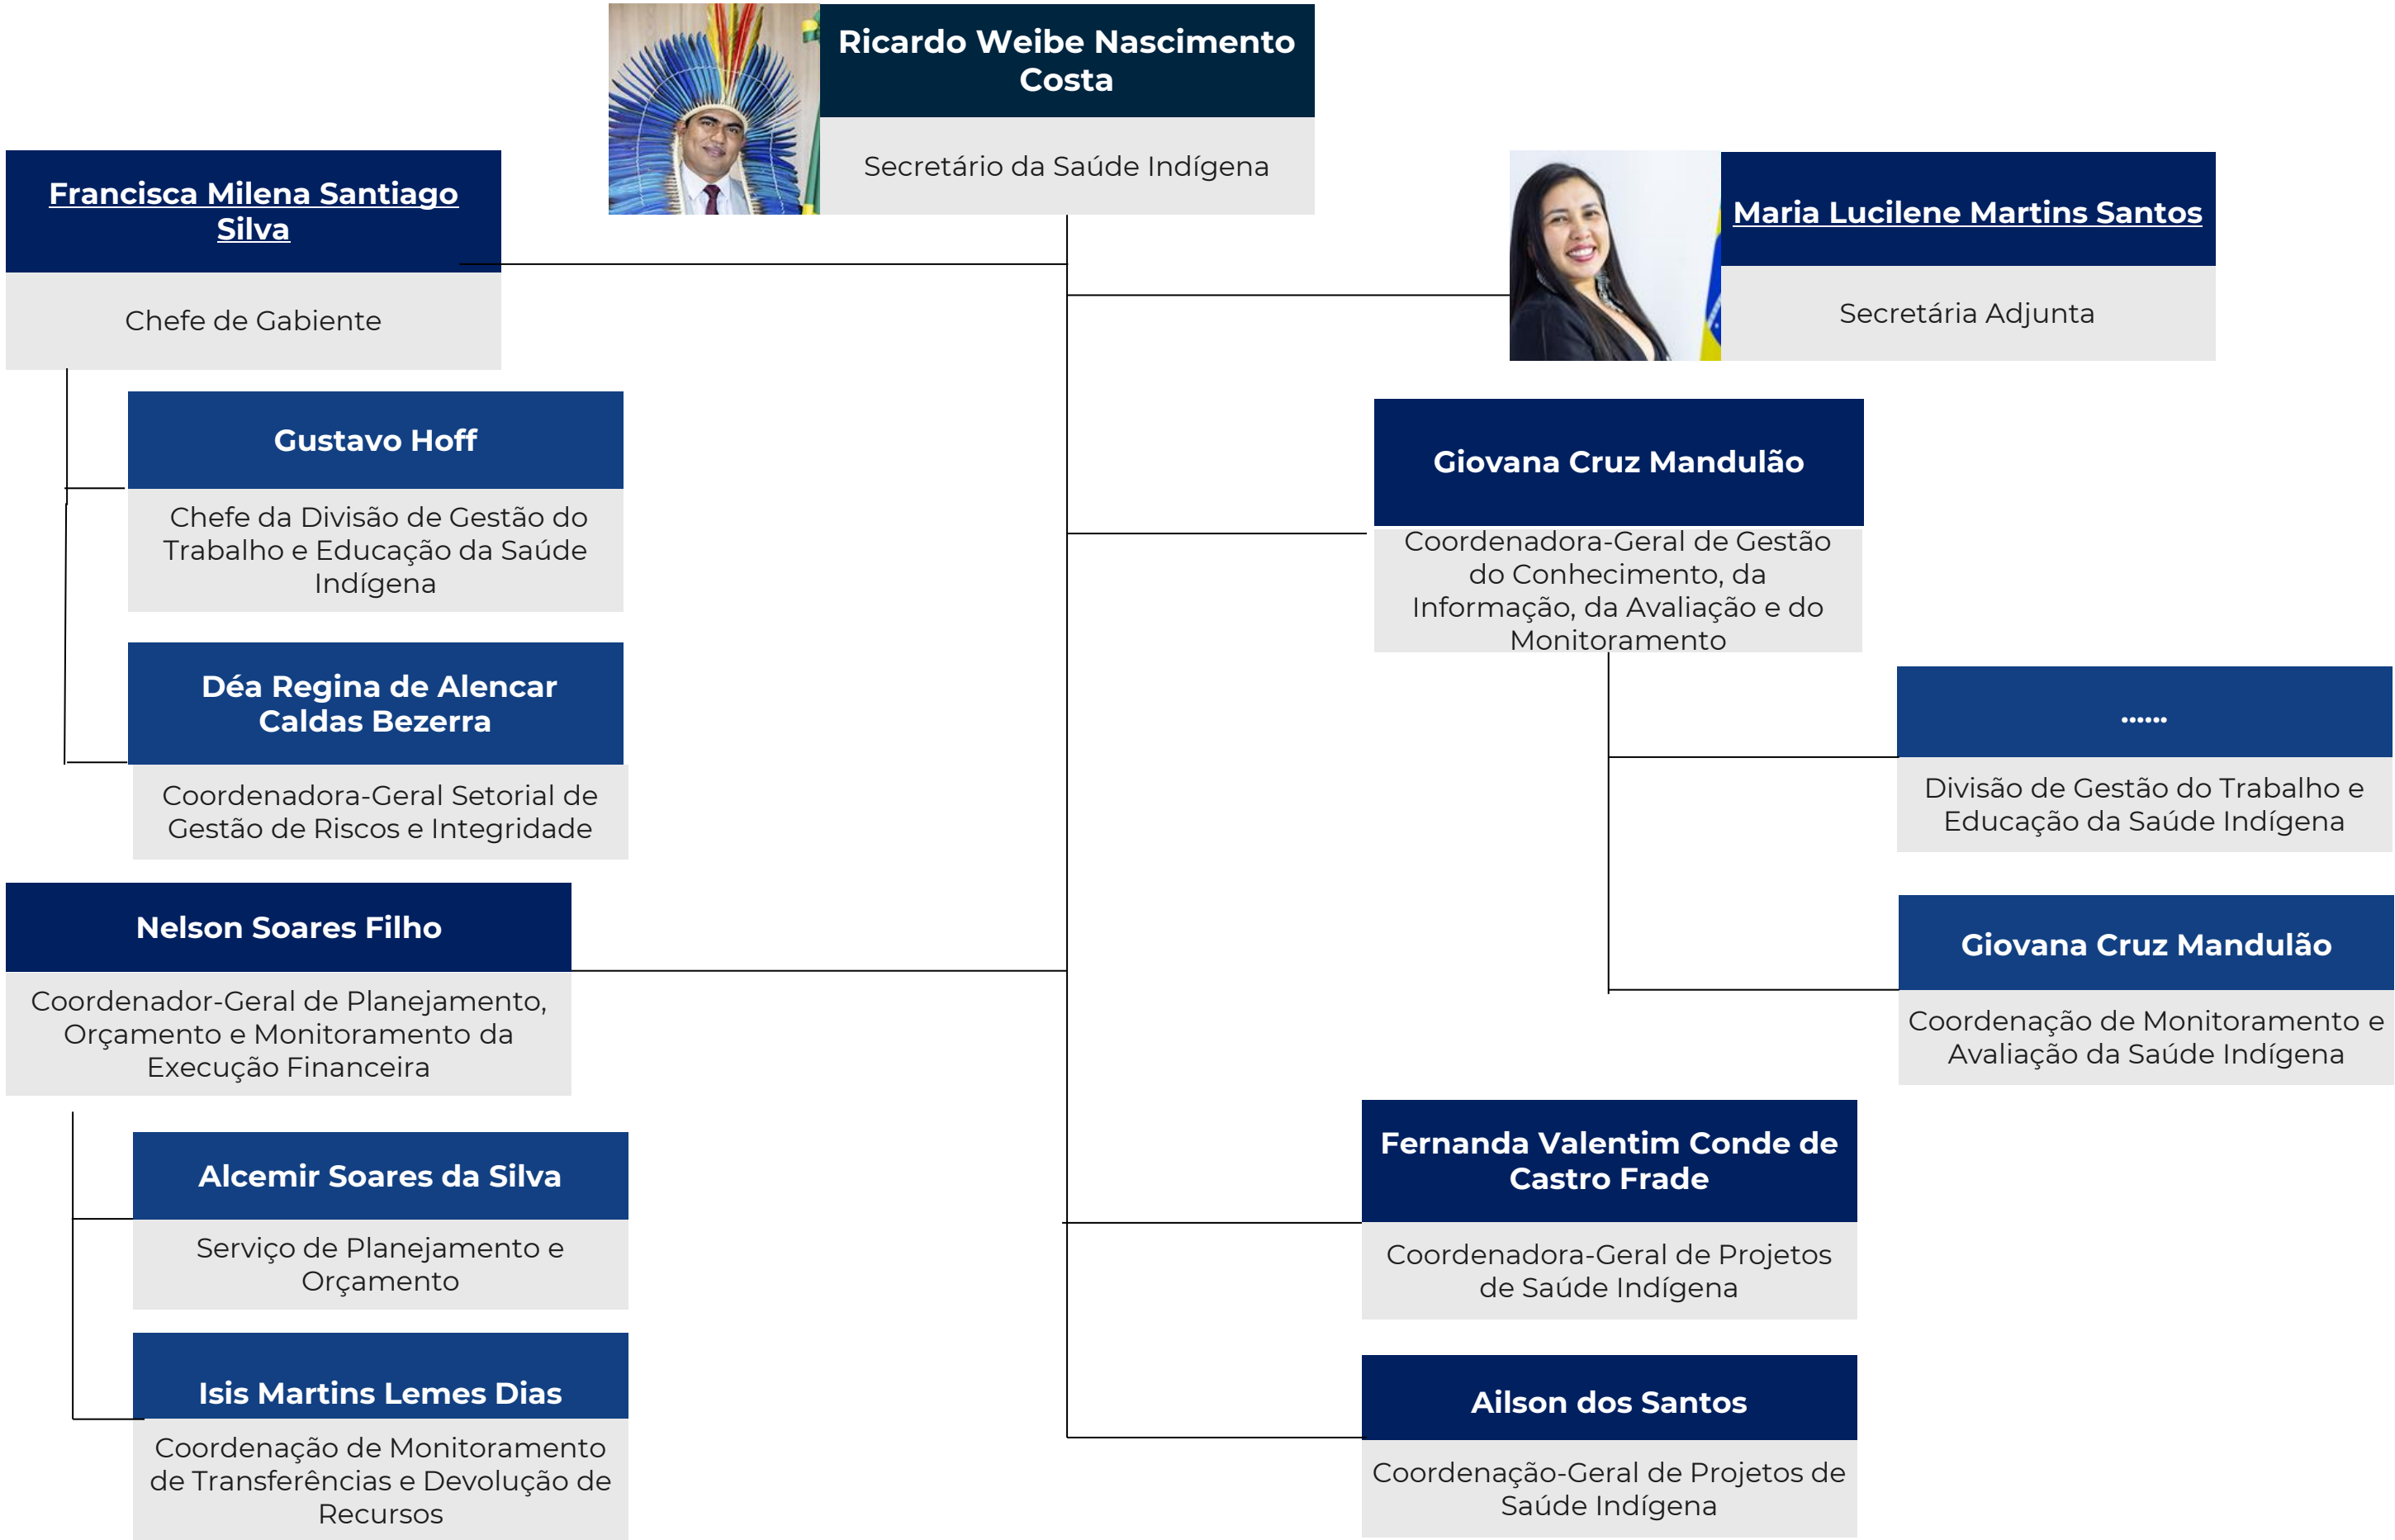 Ricardo Weibe Nascimento
Costa
Secretário da Saúde Indígena
Francisca Milena Santiago
Silva
Chefe de Gabiente
Maria Lucilene Martins Santos
Secretária Adjunta
Gustavo Hoff
Chefe da Divisão de Gestão do
Trabalho e Educação da Saúde
Indígena
Déa Regina de Alencar
Caldas Bezerra
Coordenadora-Geral Setorial de
Gestão de Riscos e Integridade
Giovana Cruz Mandulão
Coordenadora-Geral de Gestão
do Conhecimento, da
Informação, da Avaliação e do
Monitoramento
......
Divisão de Gestão do Trabalho e
Educação da Saúde Indígena
Giovana Cruz Mandulão
Coordenação de Monitoramento e
Avaliação da Saúde Indígena
Nelson Soares Filho
Coordenador-Geral de Planejamento,
Orçamento e Monitoramento da
Execução Financeira
Alcemir Soares da Silva
Serviço de Planejamento e
Orçamento
Isis Martins Lemes Dias
Coordenação de Monitoramento
de Transferências e Devolução de
Recursos
Fernanda Valentim Conde de
Castro Frade
Coordenadora-Geral de Projetos
de Saúde Indígena
Ailson dos Santos
Coordenação-Geral de Projetos de
Saúde Indígena